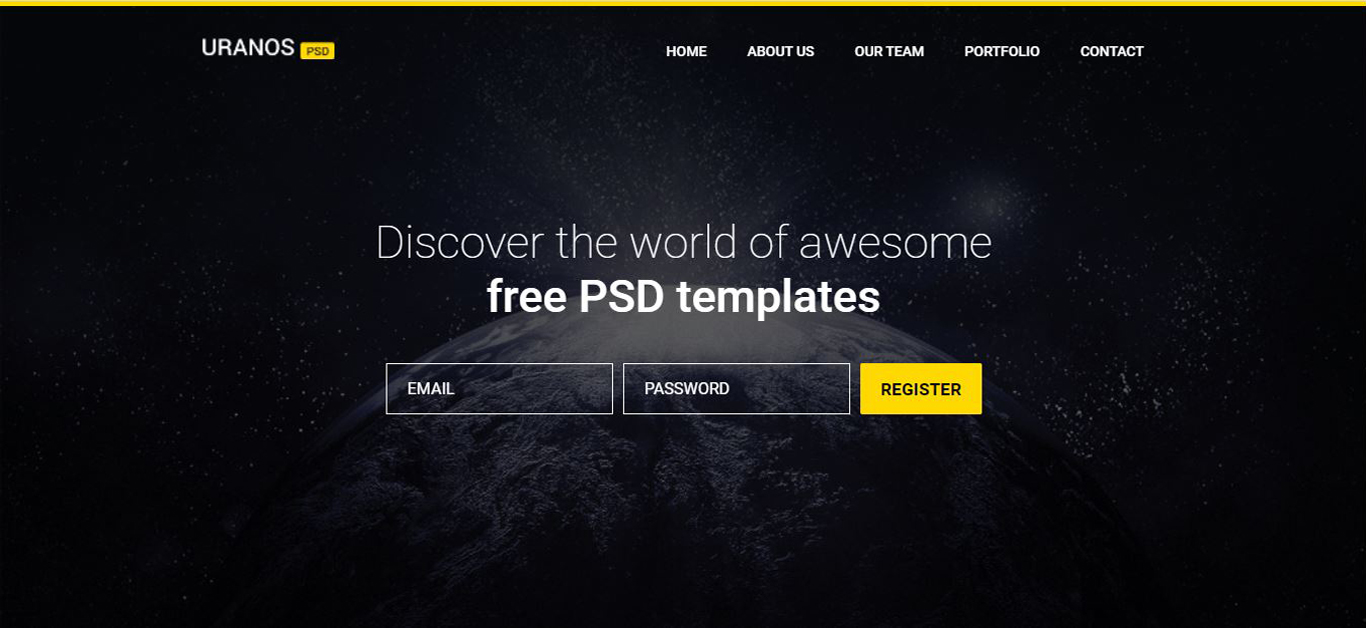 URANOS PSD
HOME ABOUT US OUR TEAM PORTFOLIO CONTACT
Discover the world of awesome
free PSD templates
EMAIL PASSWORD REGISTER